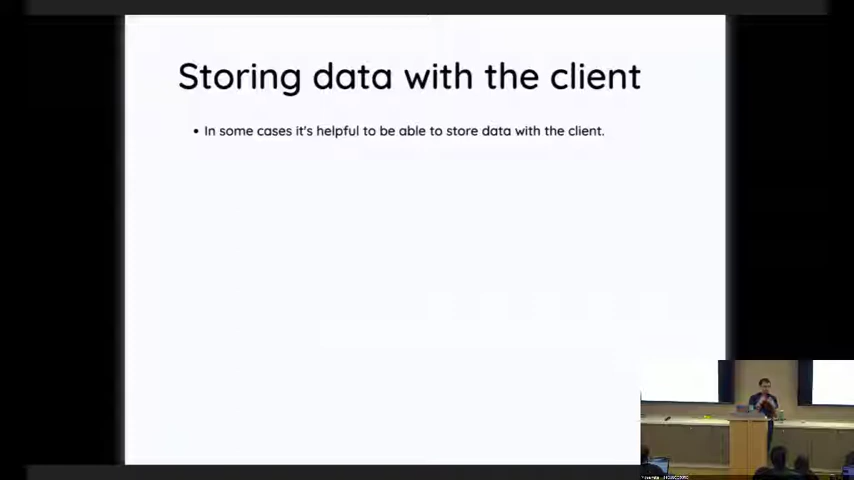 Storing data with the client
• In some cases it's helpful to be able to store data with the client.